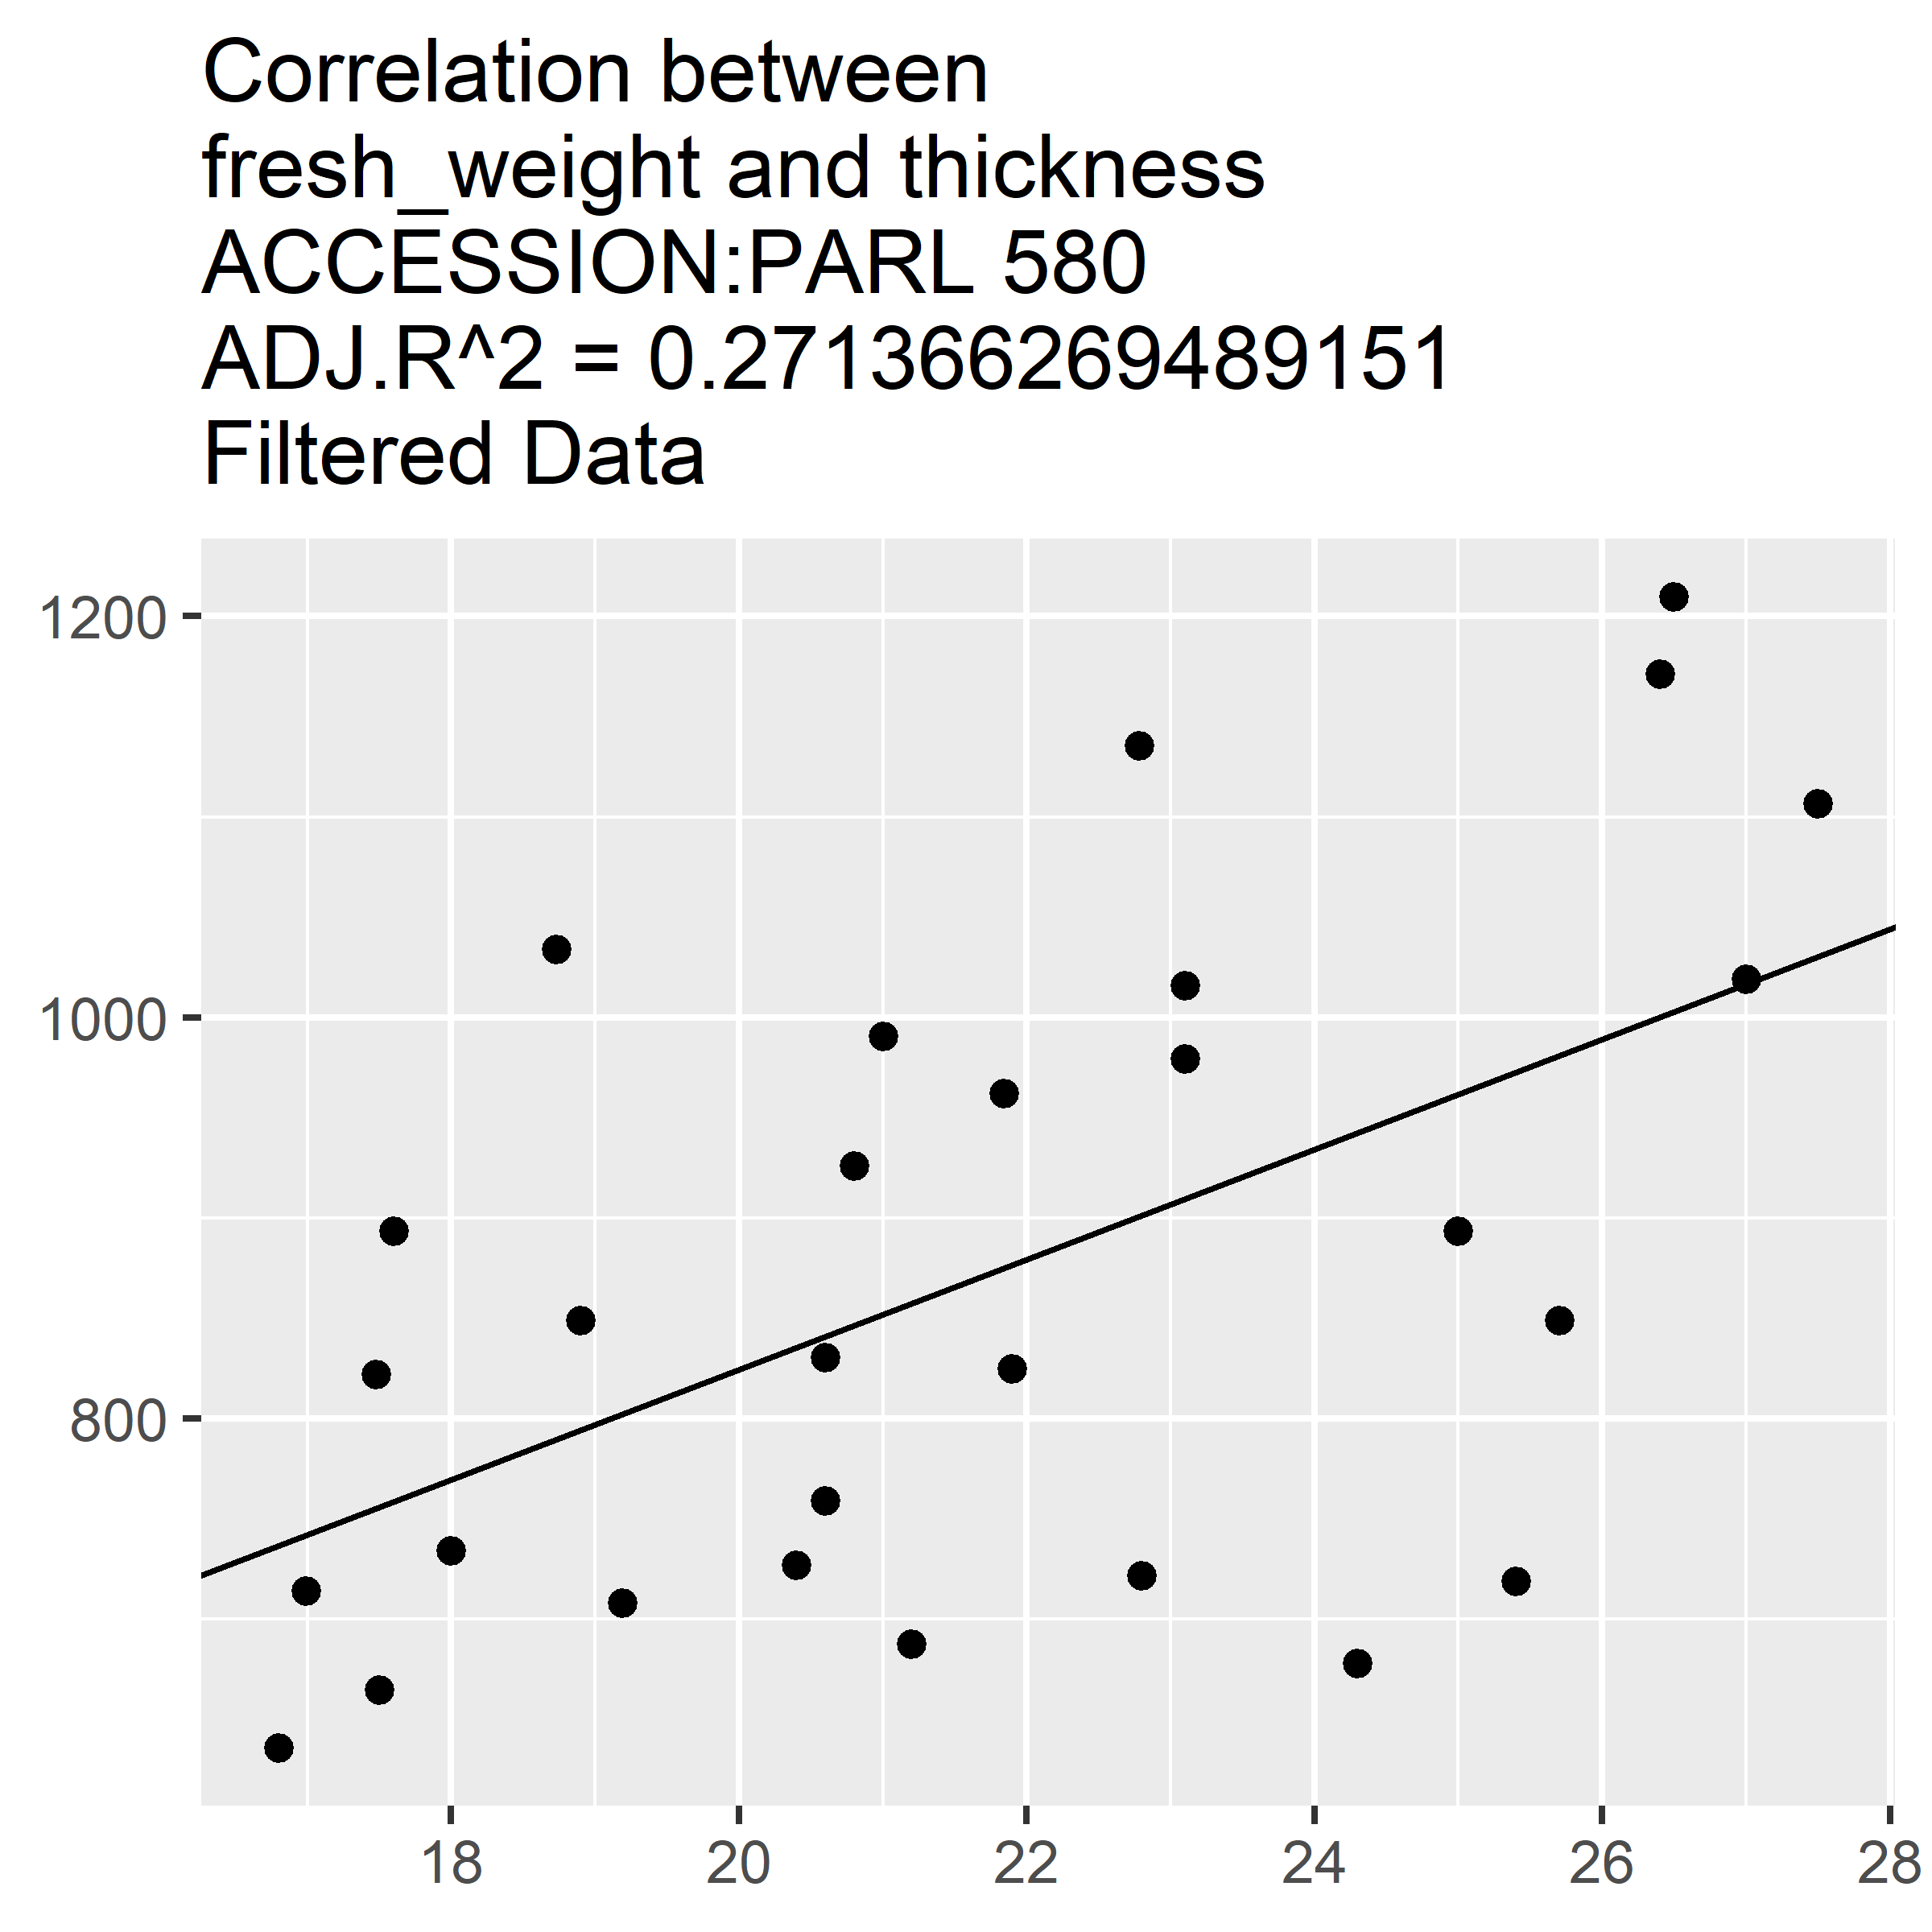 Correlation between
fresh_weight and thickness
ACCESSION:PARL 580
ADJ.R^2 = 0.271366269489151
Filtered Data
1200
1000
800
18 20 22 24 26 28